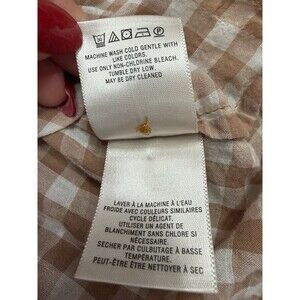 MACHINE WASH COLD GENTLE WITH
LIKE COLORS.
USE ONLY NON-CHLORINE BLEACH.
TUMBLE DRY LOW.
MAY BE DRY CLEANED
LAVER À LA MACHINE À L'EAU
FROIDE AVEC COULEURS SIMILAIRES
CYCLE DÉLICAT.
UTILISER UN AGENT DE
BLANCHIMENT SANS CHLORE SI
NÉCESSAIRE.
SÉCHER PAR CULBUTAGE À BASSE
TEMPÉRATURE.
PEUT-ÊTRE ÊTRE NETTOYER À SEC